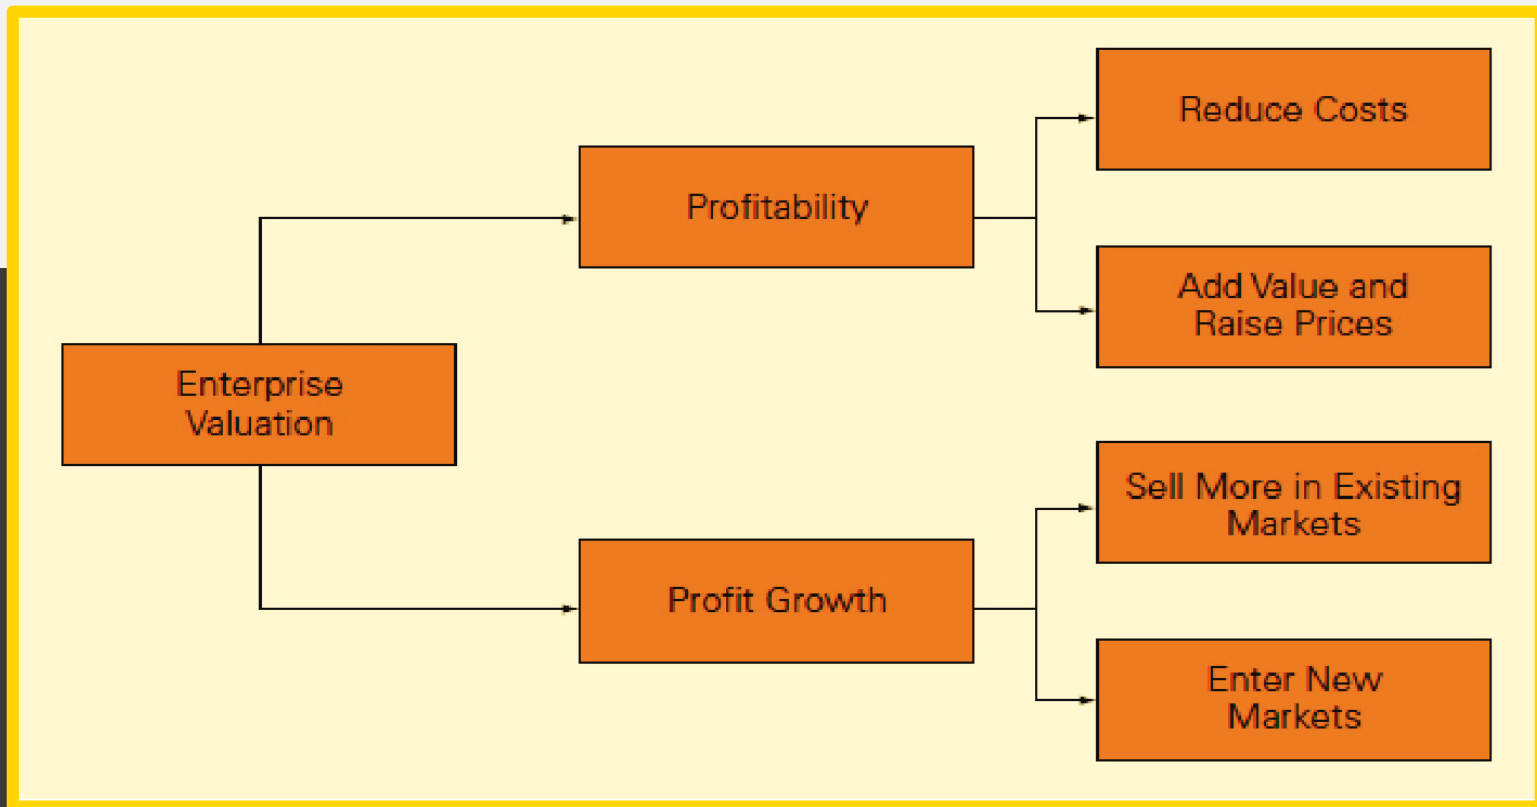 Reduce Costs
Profitability
Add Value and
Raise Prices
Enterprise
Valuation
Sell More in Existing
Markets
Profit Growth
Enter New
Markets